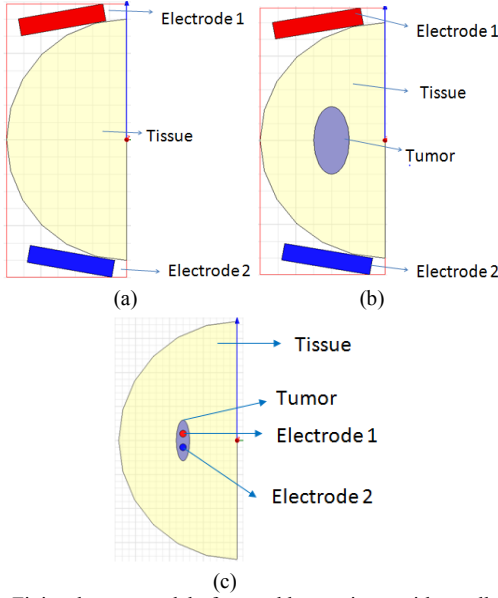 Electrode 1
Tissue
Electrode 2
(a)
Electrode 1
Tissue
Tumor
Electrode 2
(b)
Tissue
Tumor
Electrode 1
Electrode 2
(c)